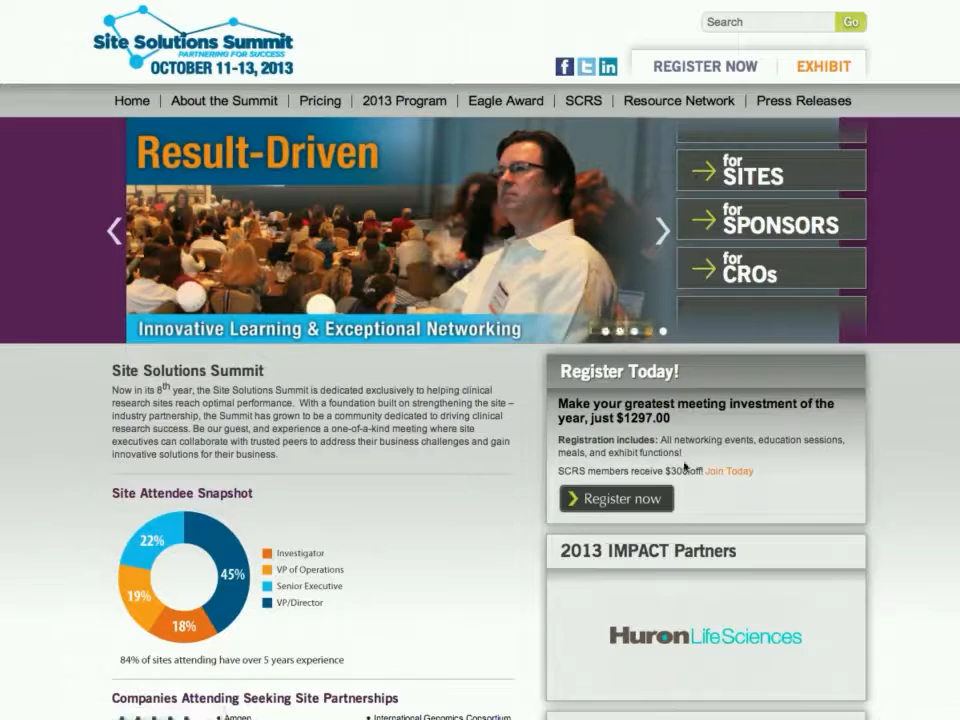 Site Solutions Summit
PARTNERING FOR SUCCESS
OCTOBER 11-13, 2013
Search
Go
REGISTER NOW
EXHIBIT
Home | About the Summit | Pricing | 2013 Program | Eagle Award | SCRS | Resource Network | Press Releases
Result-Driven
Innovative Learning & Exceptional Networking
for
SITES
for
SPONSORS
for
CROs
Site Solutions Summit
Now in its 8th year, the Site Solutions Summit is dedicated exclusively to helping clinical
research sites reach optimal performance. With a foundation built on strengthening the site –
industry partnership, the Summit has grown to be a community dedicated to driving clinical
research success. Be our guest, and experience a one-of-a-kind meeting where site
executives can collaborate with trusted peers to address their business challenges and gain
innovative solutions for their business.
Site Attendee Snapshot
22%
45%
19%
18%
Investigator
VP of Operations
Senior Executive
VP/Director
84% of sites attending have over 5 years experience
Companies Attending Seeking Site Partnerships
• Amgen
• International Genomics Consortium
Register Today!
Make your greatest meeting investment of the
year, just $1297.00
Registration includes: All networking events, education sessions,
meals, and exhibit functions!
SCRS members receive $300 off! Join Today
Register now
2013 IMPACT Partners
Huron LifeSciences